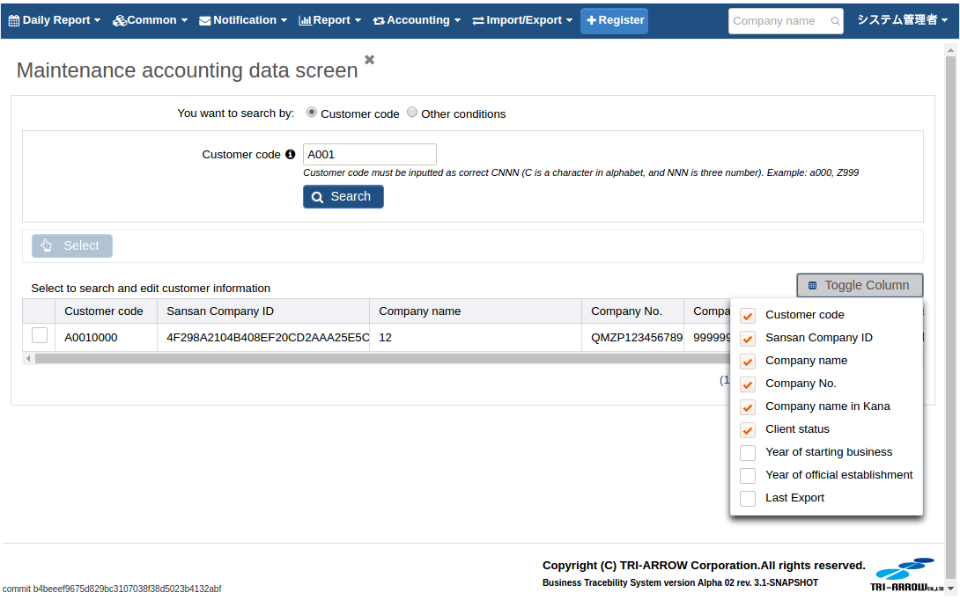 Daily Report Common Notification Report Accounting Import/Export Register Company name システム管理者
Maintenance accounting data screen
You want to search by: Customer code Other conditions
Customer code A001
Customer code must be inputted as correct CNNN (C is a character in alphabet, and NNN is three number). Example: a000, Z999
Search
Select
Select to search and edit customer information
Toggle Column
Customer code Sansan Company ID Company name Company No. Compa
A0010000 4F298A2104B408EF20CD2AAA25E5C 12 QMZP123456789 999999
(1
Customer code
Sansan Company ID
Company name
Company No.
Company name in Kana
Client status
Year of starting business
Year of official establishment
Last Export
Copyright (C) TRI-ARROW Corporation.All rights reserved.
Business Tracebility System version Alpha 02 rev. 3.1-SNAPSHOT
TRI-ARROW
commit b4beeef9675d829bc3107038f38d5023b4132abf